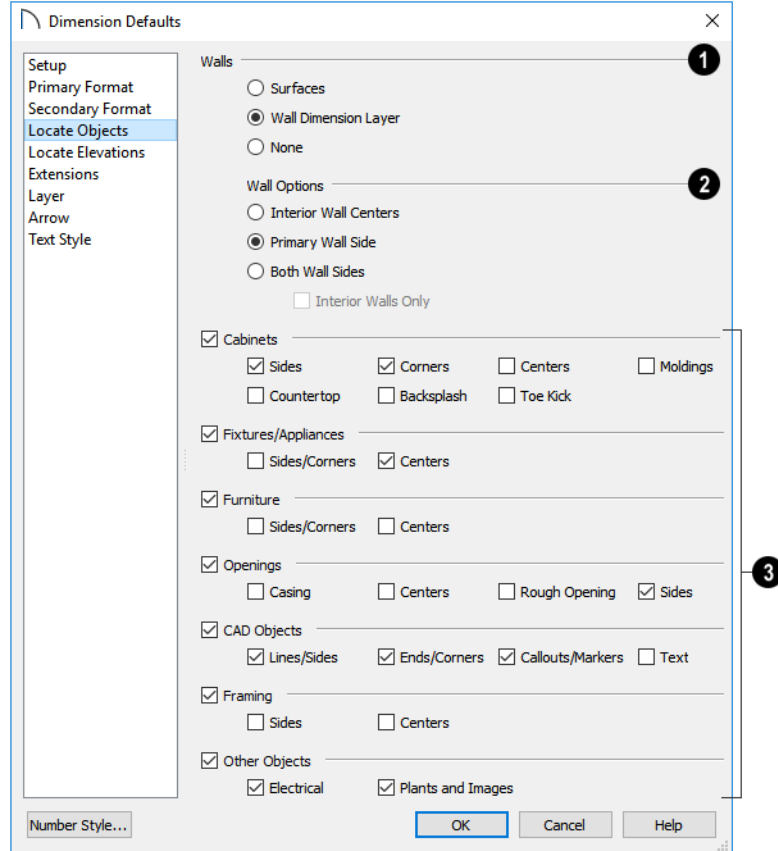 Dimension Defaults
Setup
Primary Format
Secondary Format
Locate Objects
Locate Elevations
Extensions
Layer
Arrow
Text Style
Walls
1
Surfaces
Wall Dimension Layer
None
Wall Options
2
Interior Wall Centers
Primary Wall Side
Both Wall Sides
Interior Walls Only
Cabinets
Sides Corners Centers Moldings
Countertop Backsplash Toe Kick
Fixtures/Appliances
Sides/Corners Centers
Furniture
Sides/Corners Centers
Openings
3
Casing Centers Rough Opening Sides
CAD Objects
Lines/Sides Ends/Corners Callouts/Markers Text
Framing
Sides Centers
Other Objects
Electrical Plants and Images
Number Style... OK Cancel Help